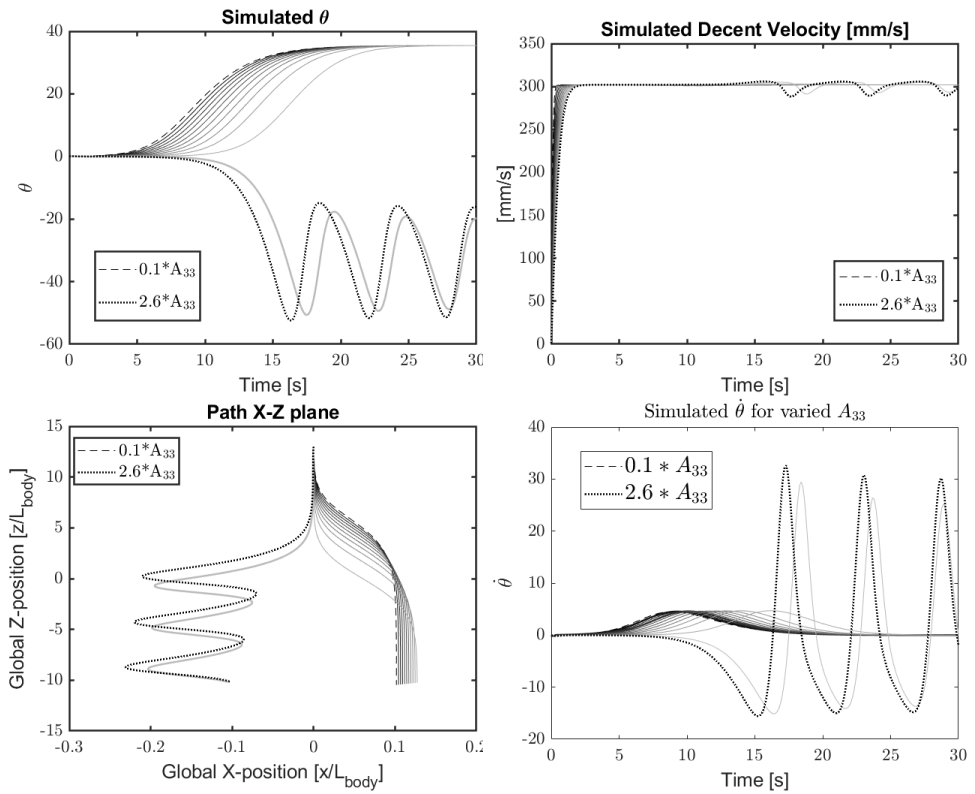 Simulated θ
40
20
0
-20
-40
-60
θ
0.1*A33
2.6*A33
0 5 10 15 20 25 30
Time [s]
Simulated Decent Velocity [mm/s]
350
300
250
200
150
100
50
0
[mm/s]
0.1*A33
2.6*A33
0 5 10 15 20 25 30
Time [s]
Path X-Z plane
15
10
5
0
-5
-10
-15
Global Z-position [z/Lbody]
0.1*A33
2.6*A33
-0.3 -0.2 -0.1 0 0.1
Global X-position [x/Lbody]
Simulated θ̇ for varied A33
40
30
20
10
0
-10
-20
θ̇
0.1 * A33
2.6 * A33
0 5 10 15 20 25 30
Time [s]